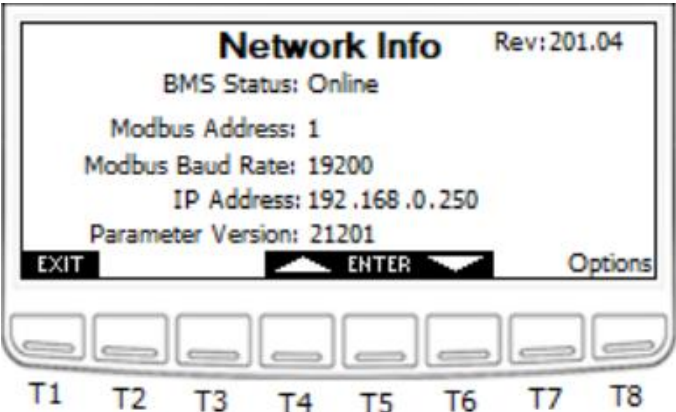 Network Info Rev:201.04
BMS Status: Online
Modbus Address: 1
Modbus Baud Rate: 19200
IP Address: 192.168.0.250
Parameter Version: 21201
EXIT ENTER Options
T1 T2 T3 T4 T5 T6 T7 T8